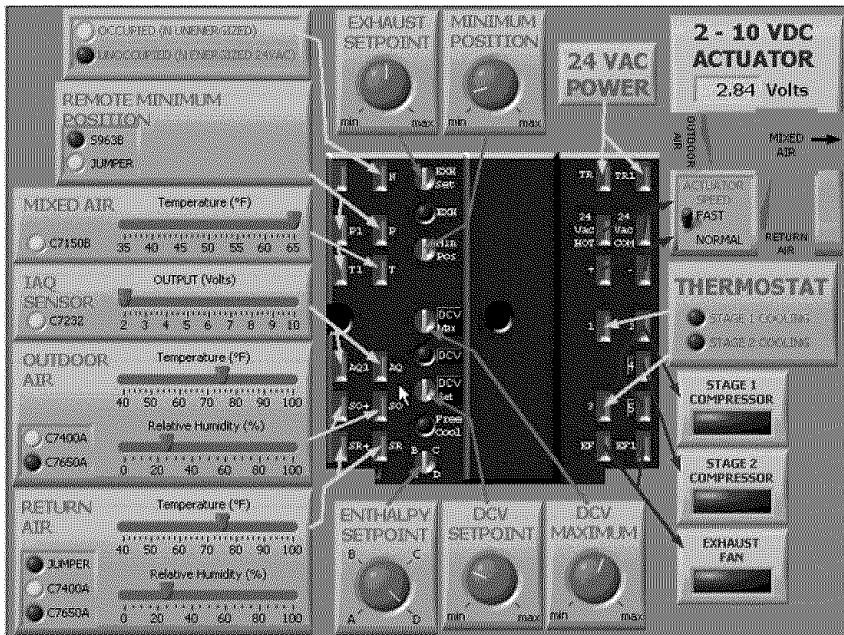 OCCUPIED (N UNENERGIZED)
UNOCCUPIED (N ENERGIZED 24VAC)
REMOTE MINIMUM
POSITION
S963B
JUMPER
MIXED AIR
Temperature (°F)
C7150B
35 40 45 50 55 60 65
IAQ
SENSOR
OUTPUT (Volts)
C7232
2 3 4 5 6 7 8 9 10
OUTDOOR
AIR
Temperature (°F)
40 50 60 70 80 90 100
Relative Humidity (%)
C7400A
C7650A
0 20 40 60 80 100
RETURN
AIR
Temperature (°F)
40 50 60 70 80 90 100
JUMPER
C7400A
C7650A
Relative Humidity (%)
0 20 40 60 80 100
EXHAUST
SETPOINT
min max
MINIMUM
POSITION
min max
24 VAC
POWER
2 - 10 VDC
ACTUATOR
2.84 Volts
OUTDOOR
AIR
MIXED
AIR
ACTUATOR
SPEED
FAST
NORMAL
RETURN
AIR
THERMOSTAT
STAGE 1 COOLING
STAGE 2 COOLING
STAGE 1
COMPRESSOR
STAGE 2
COMPRESSOR
EXHAUST
FAN
N
P1 P
T1 T
AQ1 AQ
SO+ SO
SR+ SR
EXH
Set
EXH
Min
Pos
DCV
Max
DCV
DCV
Set
Free
Cool
B C
D
TR TR1
24
Vac
HOT
24
Vac
COM
+ -
1 2
4
3 5
EF EF1
ENTHALPY
SETPOINT
B C
A D
DCV
SETPOINT
min max
DCV
MAXIMUM
min max